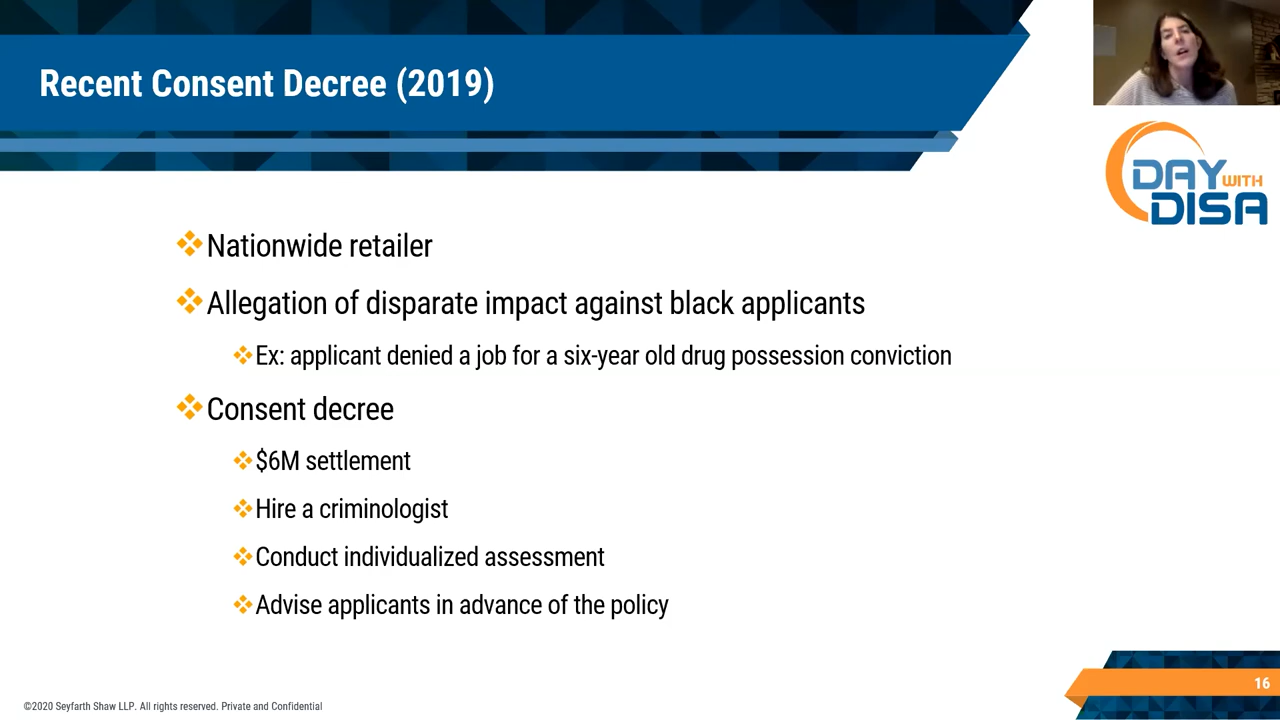 Recent Consent Decree (2019)
DAY WITH
DISA
Nationwide retailer
Allegation of disparate impact against black applicants
Ex: applicant denied a job for a six-year old drug possession conviction
Consent decree
$6M settlement
Hire a criminologist
Conduct individualized assessment
Advise applicants in advance of the policy
16
©2020 Seyfarth Shaw LLP. All rights reserved. Private and Confidential